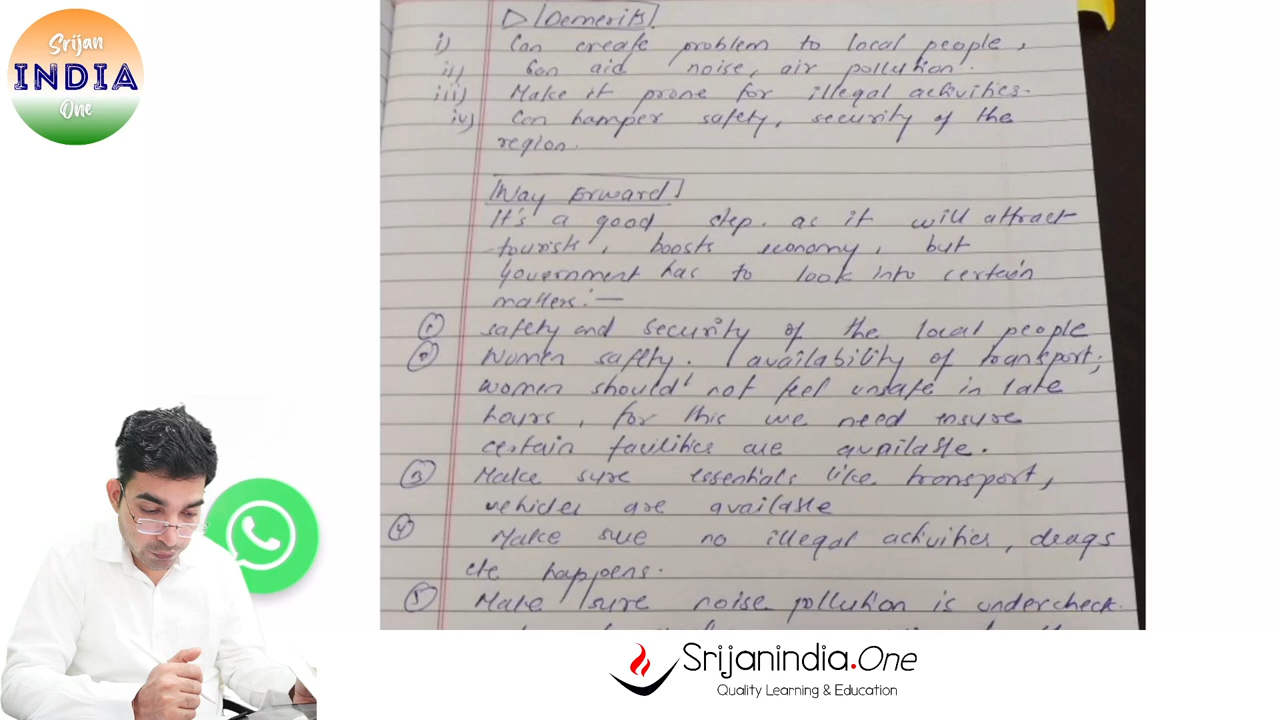 Srijan
INDIA
One
Demerits
i) Can create problem to local people,
ii) Can aid noise, air pollution.
iii) Make it prone for illegal activities.
iv) Can hamper safety, security of the
region.
Way Forward
It's a good step. as it will attract
tourists, boosts economy, but
Government has to look into certain
matters:—
1 safety and security of the local people
2 Women safety. availability of transport;
women should not feel unsafe in late
hours, for this we need ensure
certain facilities are available.
3 Make sure essentials like transport,
vehicles are available
4 Make sure no illegal activities, drugs
etc happens.
5 Make sure noise pollution is undercheck.
Srijanindia.One
Quality Learning & Education